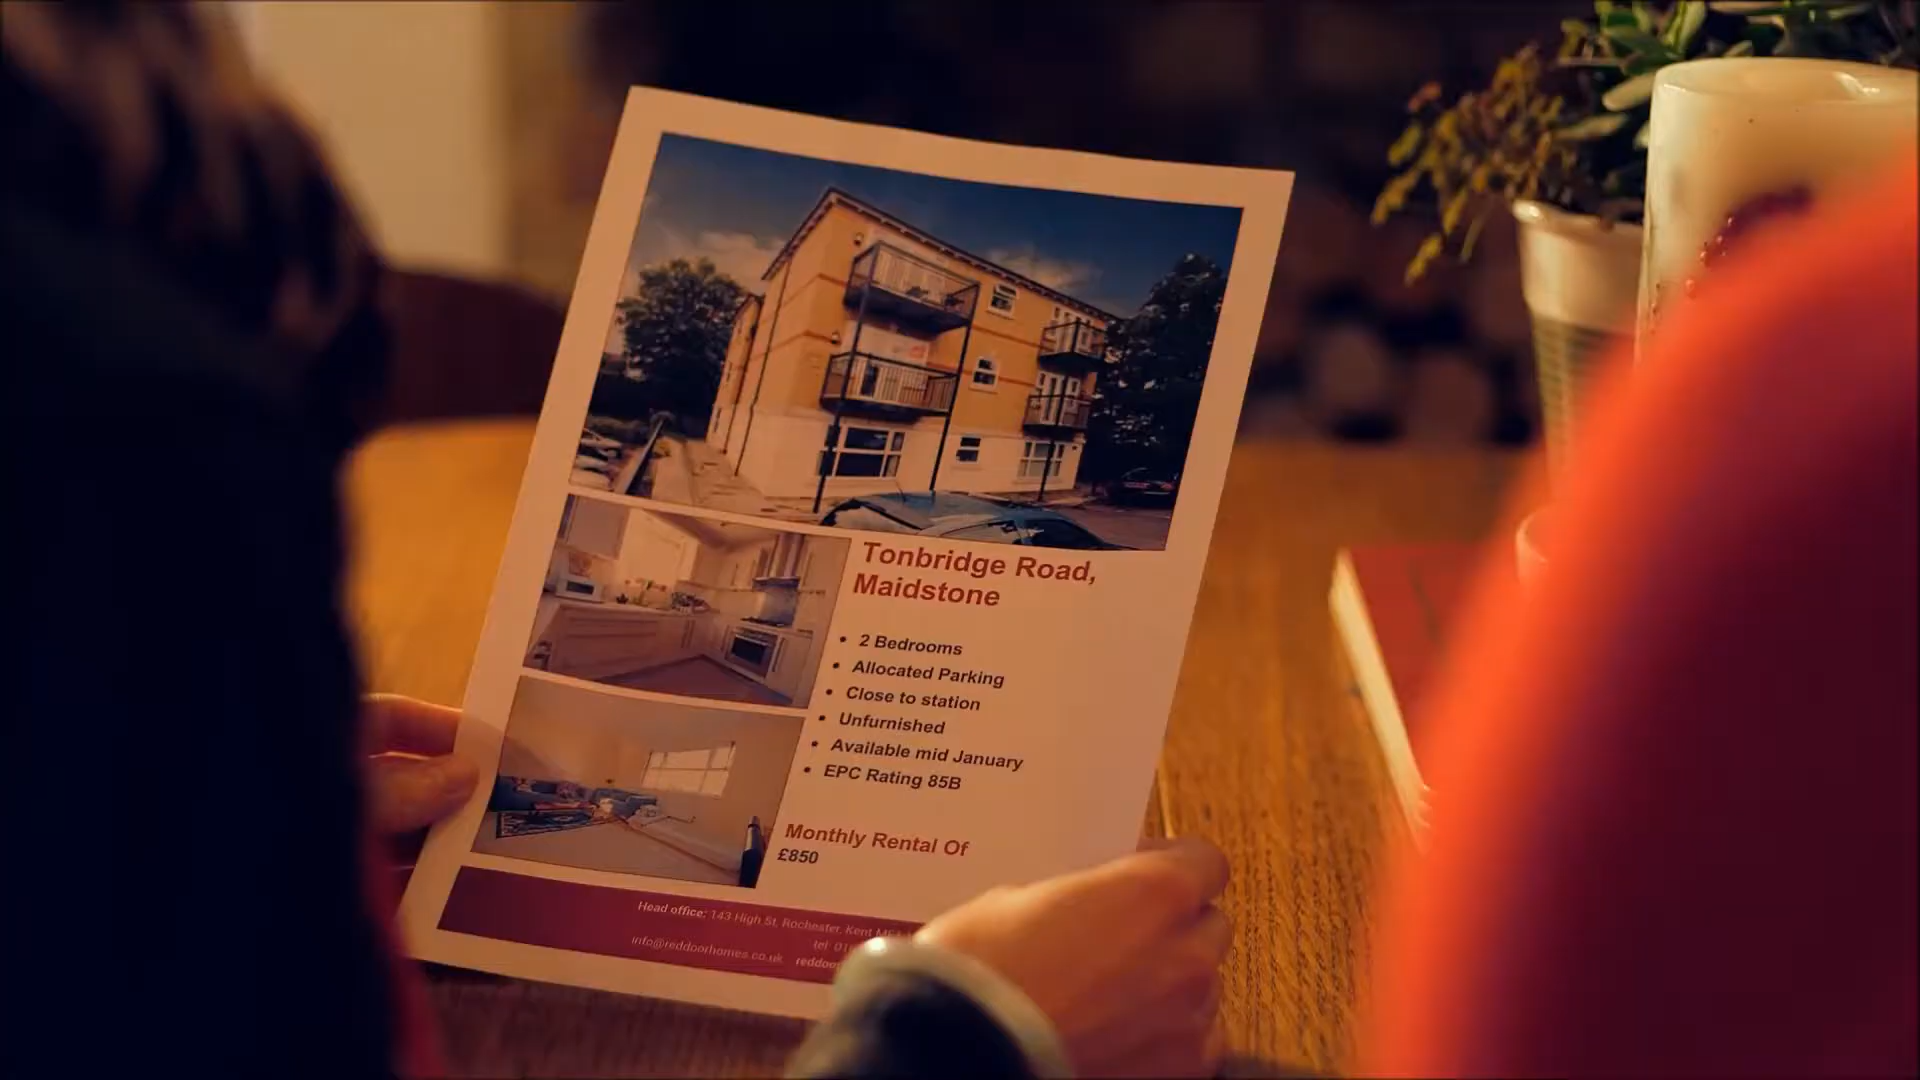 Tonbridge Road,
Maidstone
• 2 Bedrooms
• Allocated Parking
• Close to station
• Unfurnished
• Available mid January
• EPC Rating 85B
Monthly Rental Of
£850
Head office: 143 High St, Rochester, Kent
tel
info@reddoorhomes.co.uk